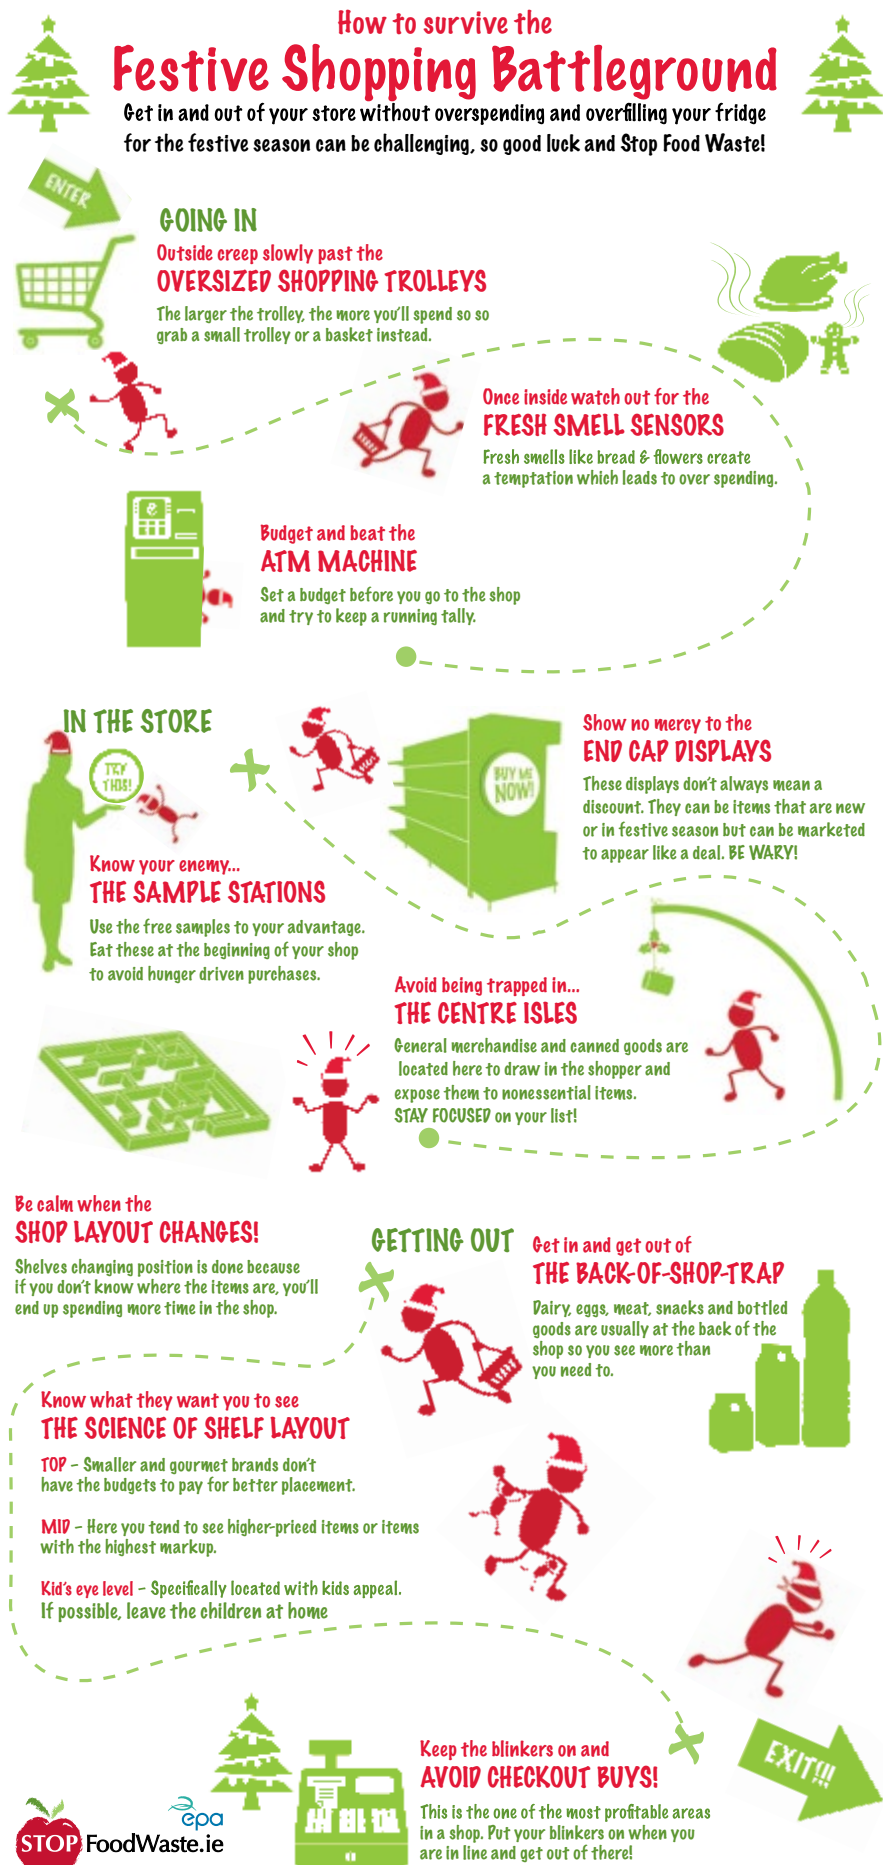 How to survive the
Festive Shopping Battleground
Get in and out of your store without overspending and overfilling your fridge
for the festive season can be challenging, so good luck and Stop Food Waste!
ENTER
GOING IN
Outside creep slowly past the
OVERSIZED SHOPPING TROLLEYS
The larger the trolley, the more you'll spend so so
grab a small trolley or a basket instead.
Once inside watch out for the
FRESH SMELL SENSORS
Fresh smells like bread & flowers create
a temptation which leads to over spending.
Budget and beat the
ATM MACHINE
Set a budget before you go to the shop
and try to keep a running tally.
IN THE STORE
TRY
THIS!
Know your enemy...
THE SAMPLE STATIONS
Use the free samples to your advantage.
Eat these at the beginning of your shop
to avoid hunger driven purchases.
BUY ME
NOW!
Show no mercy to the
END CAP DISPLAYS
These displays don't always mean a
discount. They can be items that are new
or in festive season but can be marketed
to appear like a deal. BE WARY!
Avoid being trapped in...
THE CENTRE ISLES
General merchandise and canned goods are
located here to draw in the shopper and
expose them to nonessential items.
STAY FOCUSED on your list!
Be calm when the
SHOP LAYOUT CHANGES!
Shelves changing position is done because
if you don't know where the items are, you'll
end up spending more time in the shop.
GETTING OUT
Get in and get out of
THE BACK-OF-SHOP-TRAP
Dairy, eggs, meat, snacks and bottled
goods are usually at the back of the
shop so you see more than
you need to.
Know what they want you to see
THE SCIENCE OF SHELF LAYOUT
TOP - Smaller and gourmet brands don't
have the budgets to pay for better placement.
MID - Here you tend to see higher-priced items or items
with the highest markup.
Kid's eye level - Specifically located with kids appeal.
If possible, leave the children at home
Keep the blinkers on and
AVOID CHECKOUT BUYS!
This is the one of the most profitable areas
in a shop. Put your blinkers on when you
are in line and get out of there!
EXIT!!!
epa
STOP FoodWaste.ie